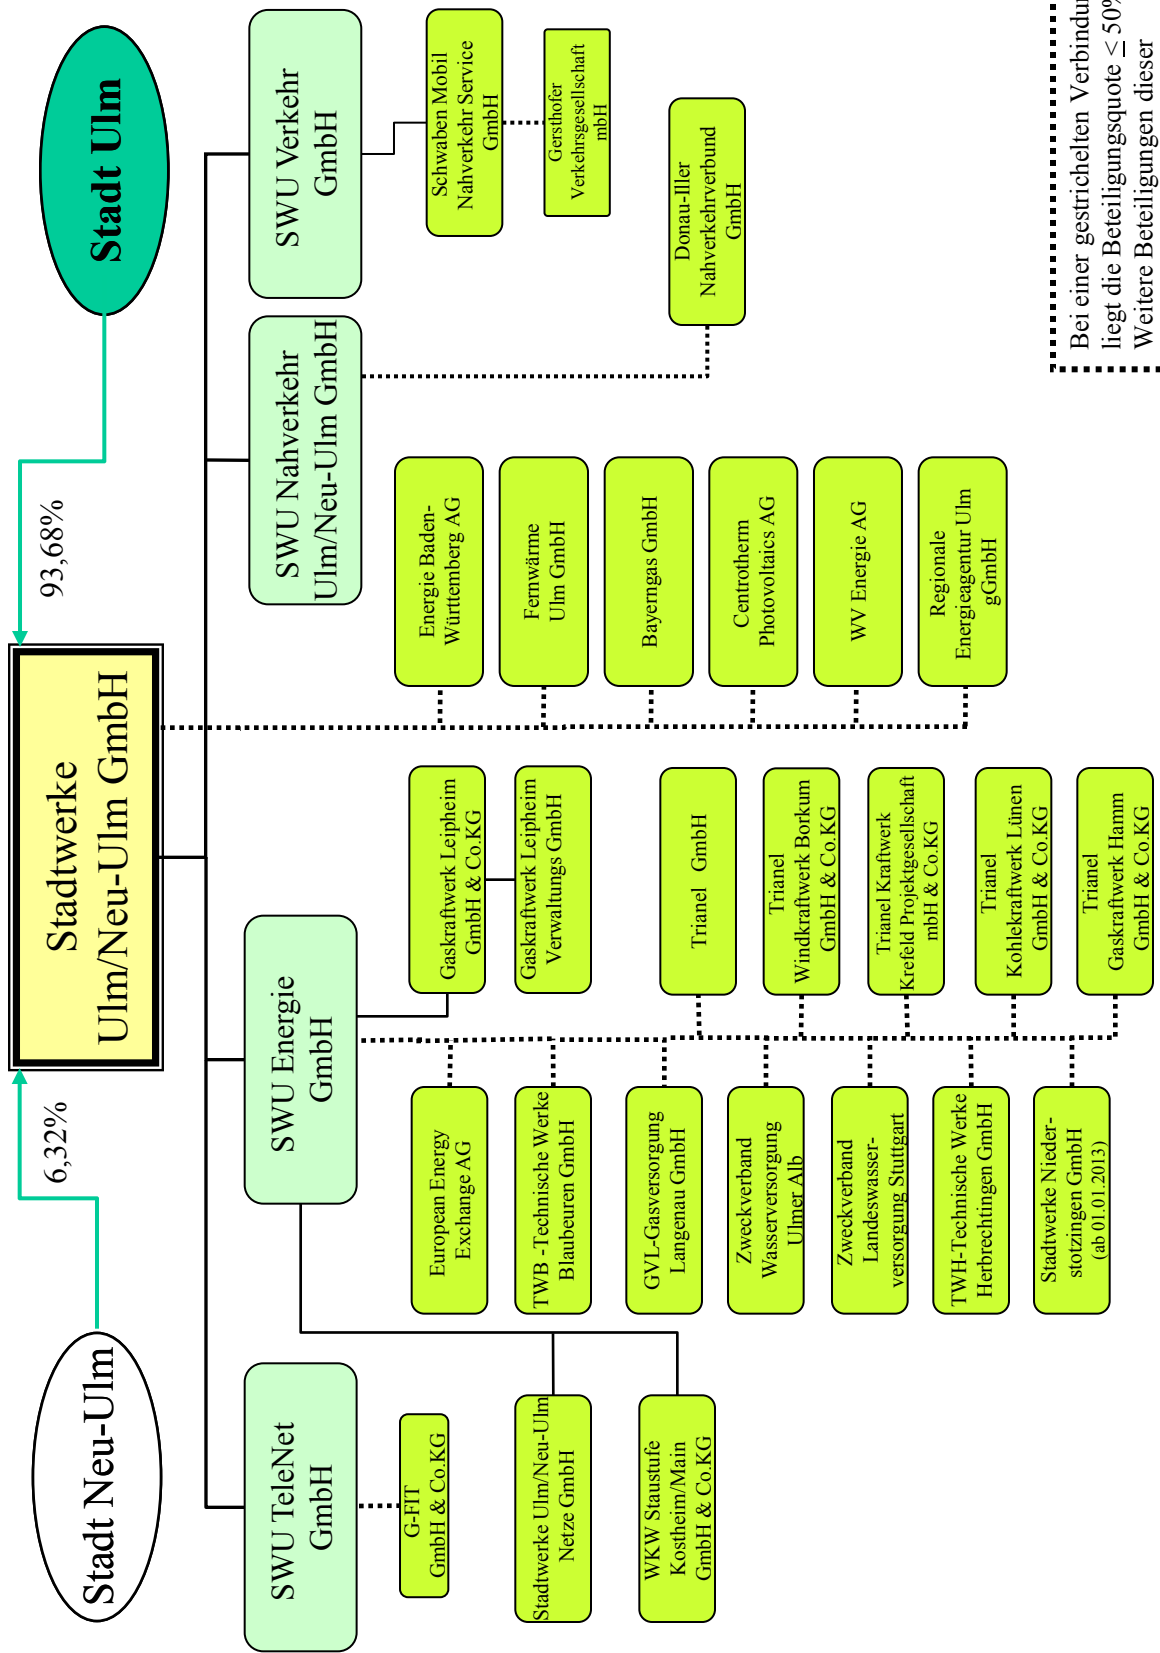 Stadt Neu-Ulm
6,32%
Stadtwerke
Ulm/Neu-Ulm GmbH
93,68%
Stadt Ulm
SWU TeleNet
GmbH
SWU Energie
GmbH
SWU Nahverkehr
Ulm/Neu-Ulm GmbH
SWU Verkehr
GmbH
G-FIT
GmbH & Co.KG
Stadtwerke Ulm/Neu-Ulm
Netze GmbH
WKW Staustufe
Kostheim/Main
GmbH & Co.KG
European Energy
Exchange AG
TWB -Technische Werke
Blaubeuren GmbH
GVL-Gasversorgung
Langenau GmbH
Zweckverband
Wasserversorgung
Ulmer Alb
Zweckverband
Landeswasser-
versorgung Stuttgart
TWH-Technische Werke
Herbrechtingen GmbH
Stadtwerke Nieder-
stotzingen GmbH
(ab 01.01.2013)
Gaskraftwerk Leipheim
GmbH & Co.KG
Gaskraftwerk Leipheim
Verwaltungs GmbH
Trianel GmbH
Trianel
Windkraftwerk Borkum
GmbH & Co.KG
Trianel Kraftwerk
Krefeld Projektgesellschaft
mbH & Co.KG
Trianel
Kohlekraftwerk Lünen
GmbH & Co.KG
Trianel
Gaskraftwerk Hamm
GmbH & Co.KG
Energie Baden-
Württemberg AG
Fernwärme
Ulm GmbH
Bayerngas GmbH
Centrotherm
Photovoltaics AG
WV Energie AG
Regionale
Energieagentur Ulm
gGmbH
Donau-Iller
Nahverkehrverbund
GmbH
Schwaben Mobil
Nahverkehr Service
GmbH
Gersthofer
Verkehrsgesellschaft
mbH
Bei einer gestrichelten Verbindun
liegt die Beteiligungsquote ≤ 50%
Weitere Beteiligungen dieser